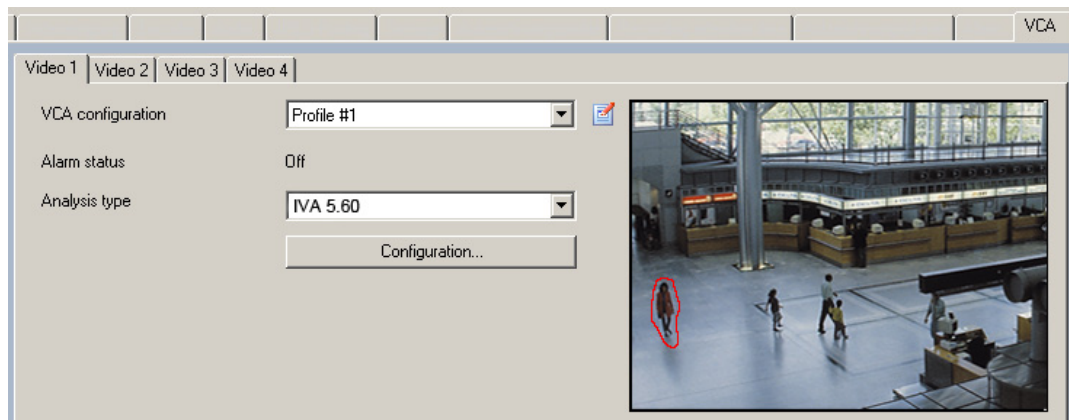 VCA
Video 1 Video 2 Video 3 Video 4
VCA configuration Profile #1
Alarm status Off
Analysis type IVA 5.60
Configuration...